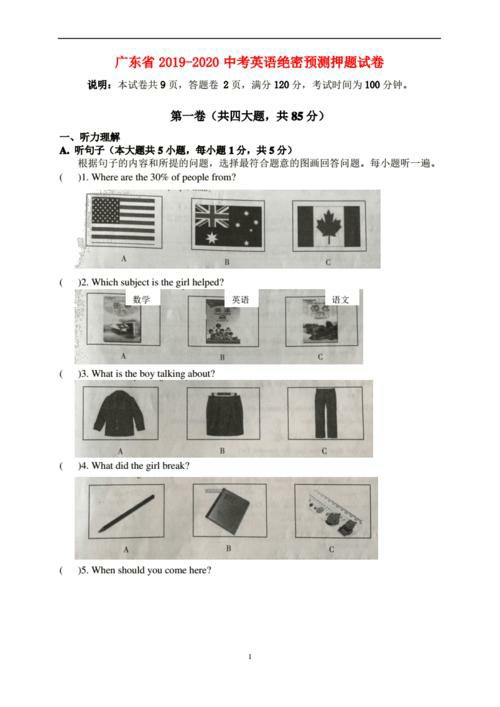 广东省 2019-2020 中考英语绝密预测押题试卷
说明：本试卷共 9 页，答题卷 2 页，满分 120 分，考试时间为 100 分钟。
第一卷（共四大题，共 85 分）
一、听力理解
A. 听句子（本大题共 5 小题，每小题 1 分，共 5 分）
根据句子的内容和所提的问题，选择最符合题意的图画回答问题。每小题听一遍。
( )1. Where are the 30% of people from?
A B C
( )2. Which subject is the girl helped?
数学 英语 语文
A B C
( )3. What is the boy talking about?
A B C
( )4. What did the girl break?
A B C
( )5. When should you come here?
1